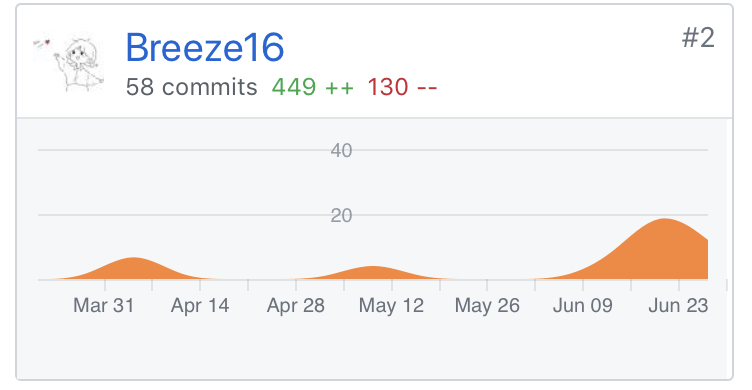 Breeze16
#2
58 commits 449 ++ 130 --
40
20
Mar 31 Apr 14 Apr 28 May 12 May 26 Jun 09 Jun 23